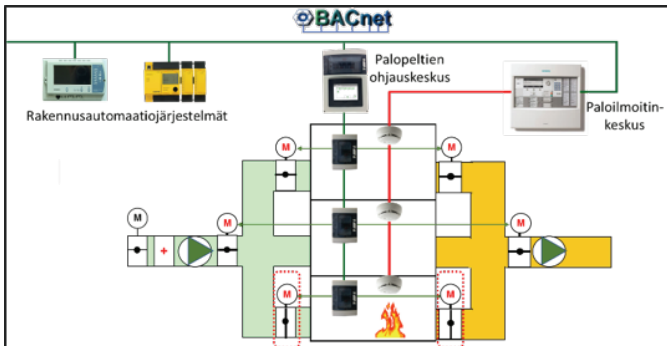 BACnet
Palopeltien
ohjauskeskus
Rakennusautomaatiojärjestelmät
Paloilmoitin-
keskus
M
M
M
M
M
+
M
M